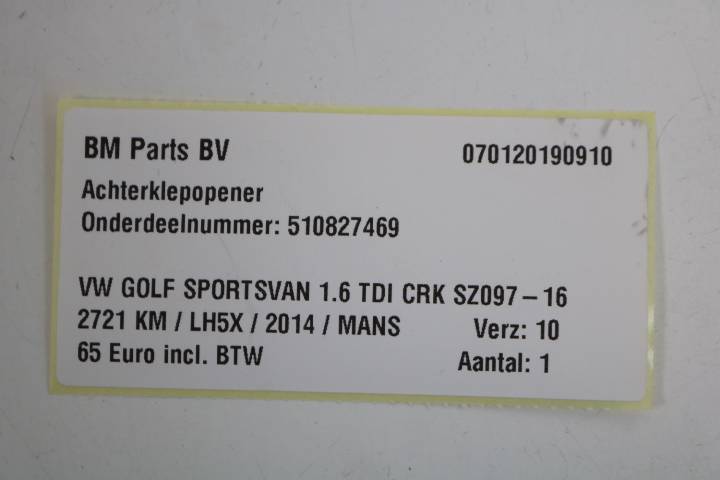 BM Parts BV 070120190910
Achterklepopener
Onderdeelnummer: 510827469
VW GOLF SPORTSVAN 1.6 TDI CRK SZ097-16
2721 KM / LH5X / 2014 / MANS Verz: 10
65 Euro incl. BTW Aantal: 1